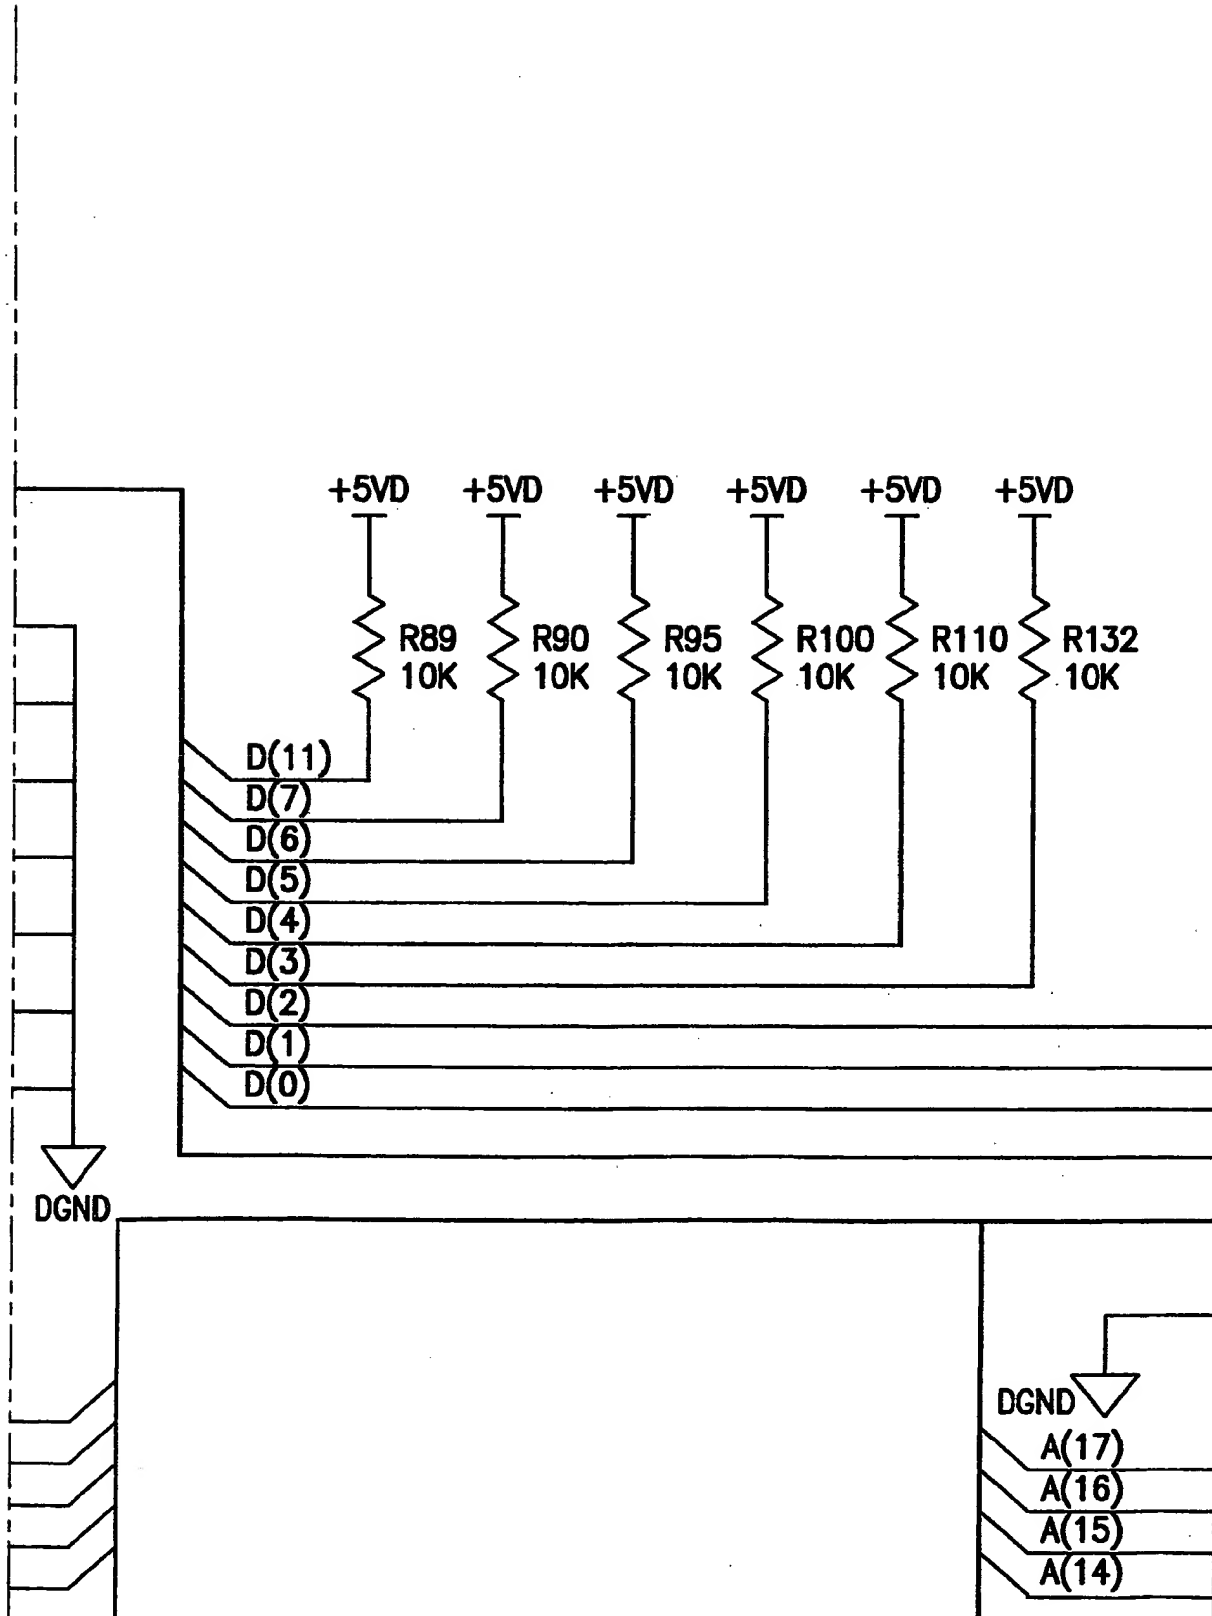 +5VD +5VD +5VD +5VD +5VD +5VD
R89 R90 R95 R100 R110 R132
10K 10K 10K 10K 10K 10K
D(11)
D(7)
D(6)
D(5)
D(4)
D(3)
D(2)
D(1)
D(0)
DGND
DGND
A(17)
A(16)
A(15)
A(14)